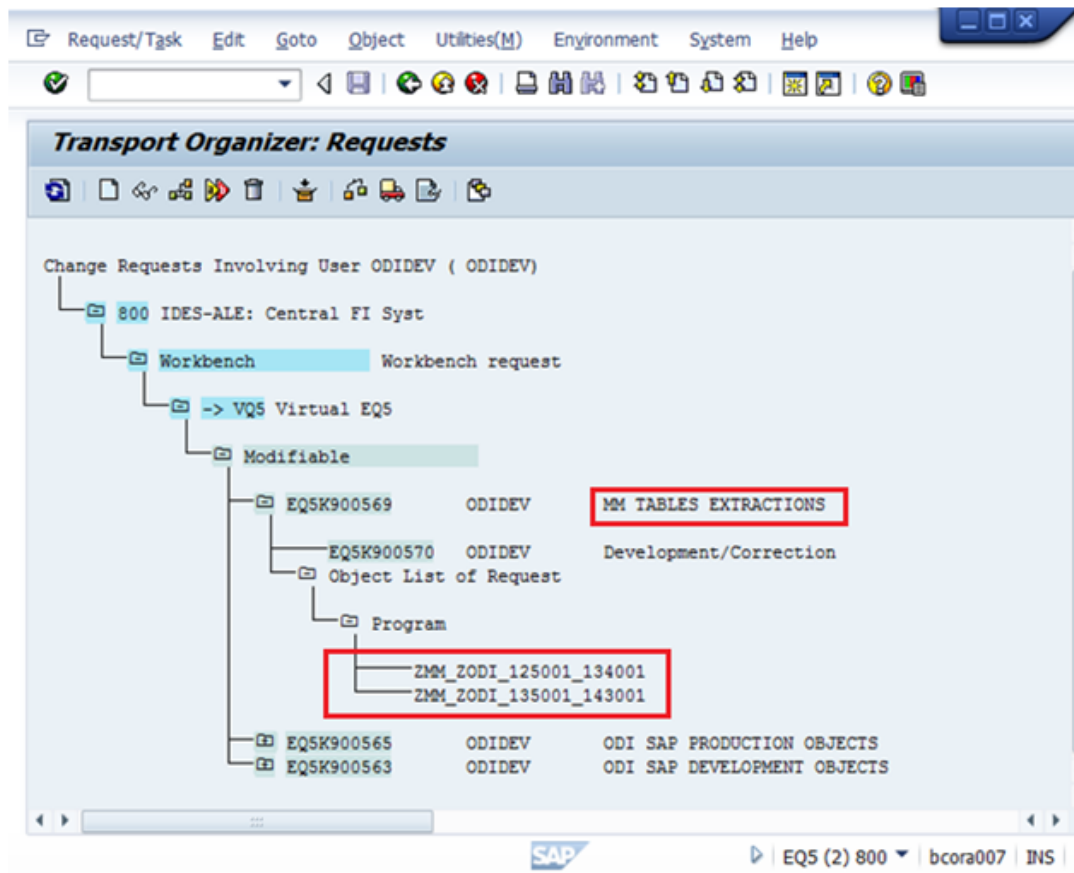 Request/Task Edit Goto Object Utilities(M) Environment System Help
Transport Organizer: Requests
Change Requests Involving User ODIDEV ( ODIDEV)
800 IDES-ALE: Central FI Syst
Workbench Workbench request
-> VQ5 Virtual EQ5
Modifiable
EQ5K900569 ODIDEV MM TABLES EXTRACTIONS
EQ5K900570 ODIDEV Development/Correction
Object List of Request
Program
ZMM_ZODI_125001_134001
ZMM_ZODI_135001_143001
EQ5K900565 ODIDEV ODI SAP PRODUCTION OBJECTS
EQ5K900563 ODIDEV ODI SAP DEVELOPMENT OBJECTS
SAP EQ5 (2) 800 bcora007 INS